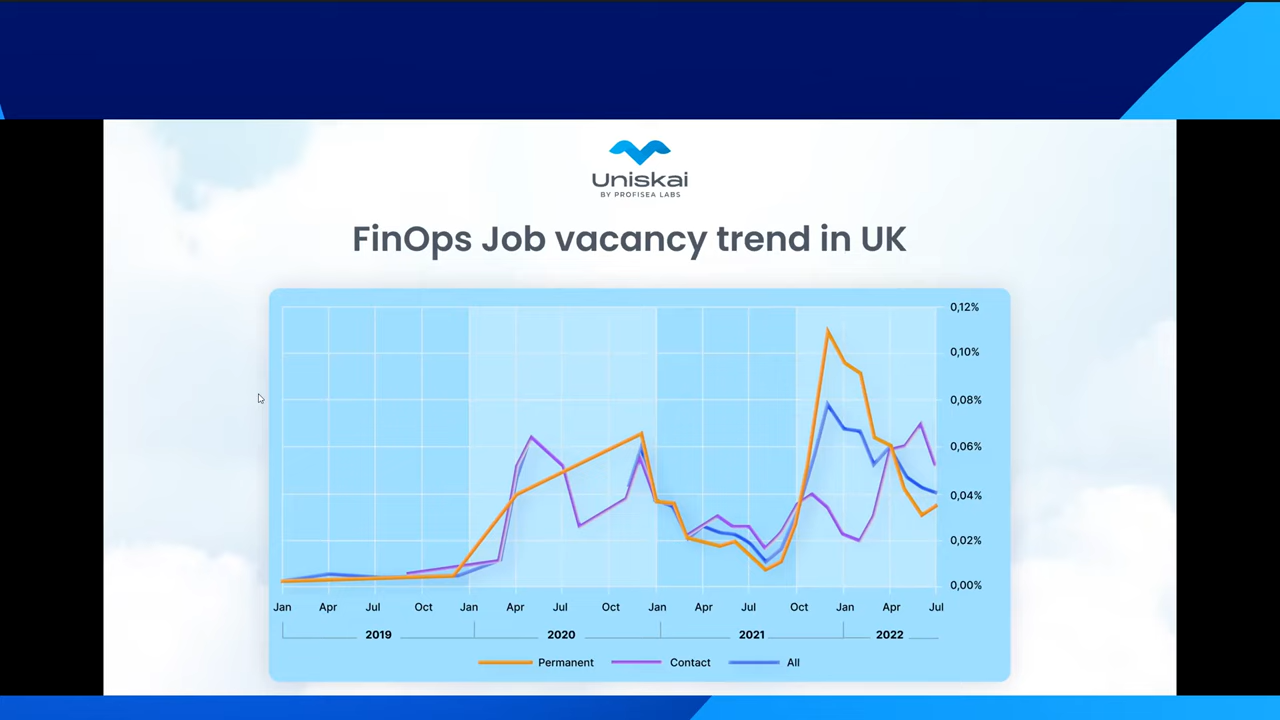 Uniskai
BY PROFISEA LABS
FinOps Job vacancy trend in UK
0,12%
0,10%
0,08%
0,06%
0,04%
0,02%
0,00%
Jan Apr Jul Oct Jan Apr Jul Oct Jan Apr Jul Oct Jan Apr Jul
2019 2020 2021 2022
Permanent Contact All